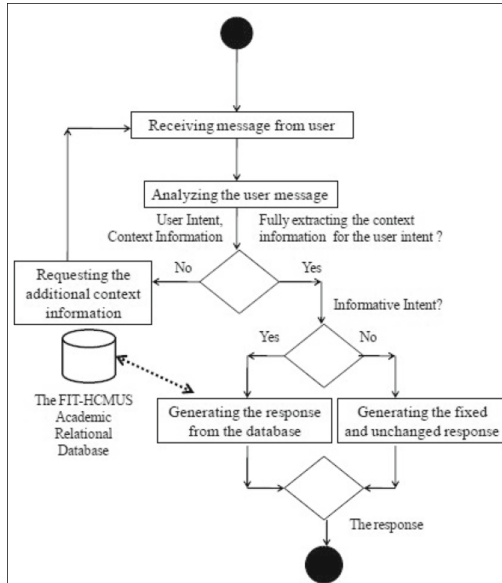 Receiving message from user
Analyzing the user message
User Intent,
Context Information
Fully extracting the context
information for the user intent ?
No
Yes
Requesting the
additional context
information
Informative Intent?
Yes
No
The FIT-HCMUS
Academic
Relational
Database
Generating the response
from the database
Generating the fixed
and unchanged response
The response